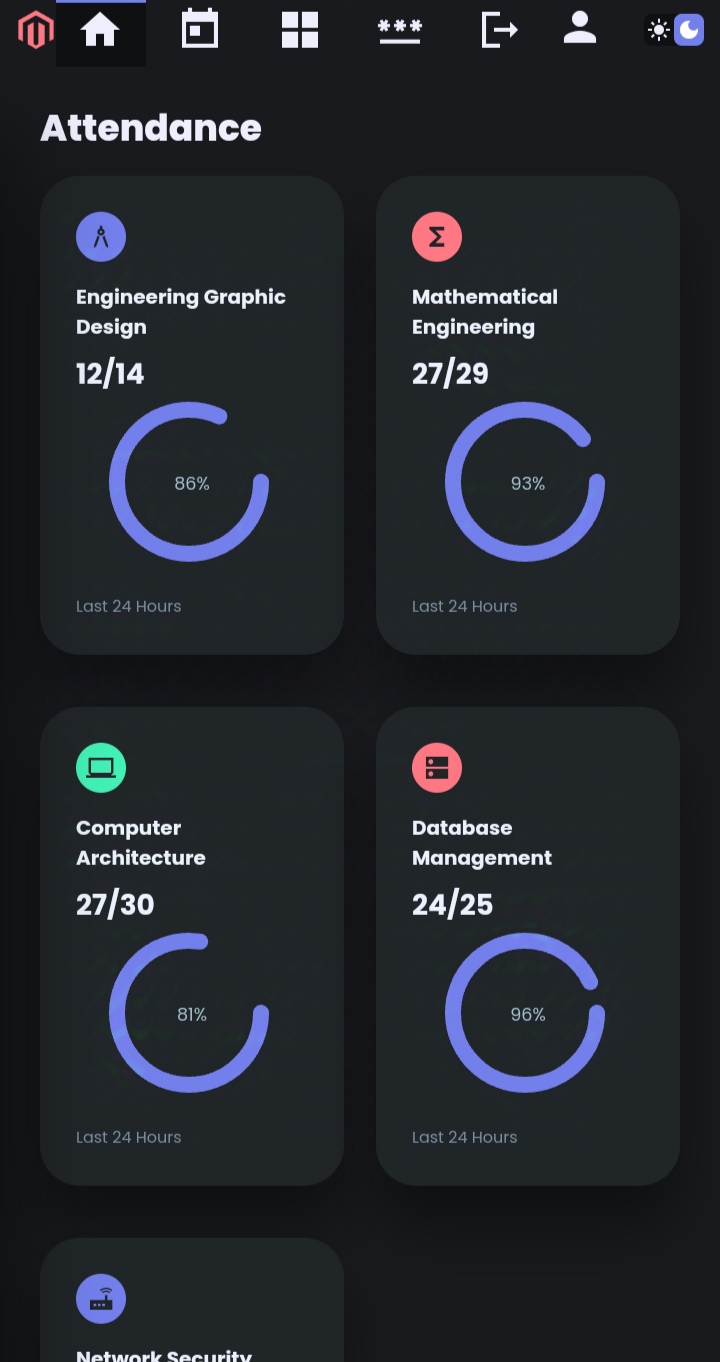 Attendance
Engineering Graphic
Design
12/14
86%
Last 24 Hours
Mathematical
Engineering
27/29
93%
Last 24 Hours
Computer
Architecture
27/30
81%
Last 24 Hours
Database
Management
24/25
96%
Last 24 Hours
Network Security